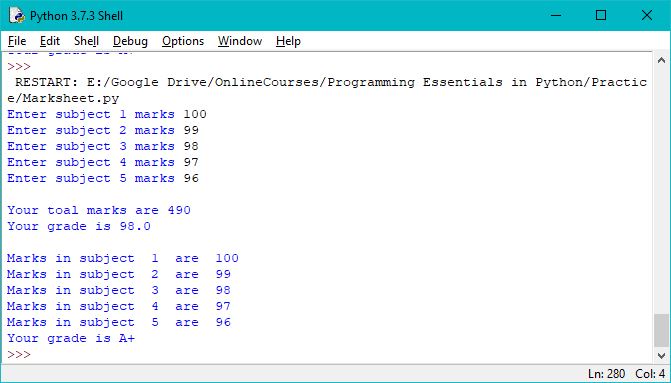 Python 3.7.3 Shell
File Edit Shell Debug Options Window Help
>>>
RESTART: E:/Google Drive/OnlineCourses/Programming Essentials in Python/Practic
e/Marksheet.py
Enter subject 1 marks 100
Enter subject 2 marks 99
Enter subject 3 marks 98
Enter subject 4 marks 97
Enter subject 5 marks 96
Your toal marks are 490
Your grade is 98.0
Marks in subject  1  are  100
Marks in subject  2  are  99
Marks in subject  3  are  98
Marks in subject  4  are  97
Marks in subject  5  are  96
Your grade is A+
>>>
Ln: 280 Col: 4